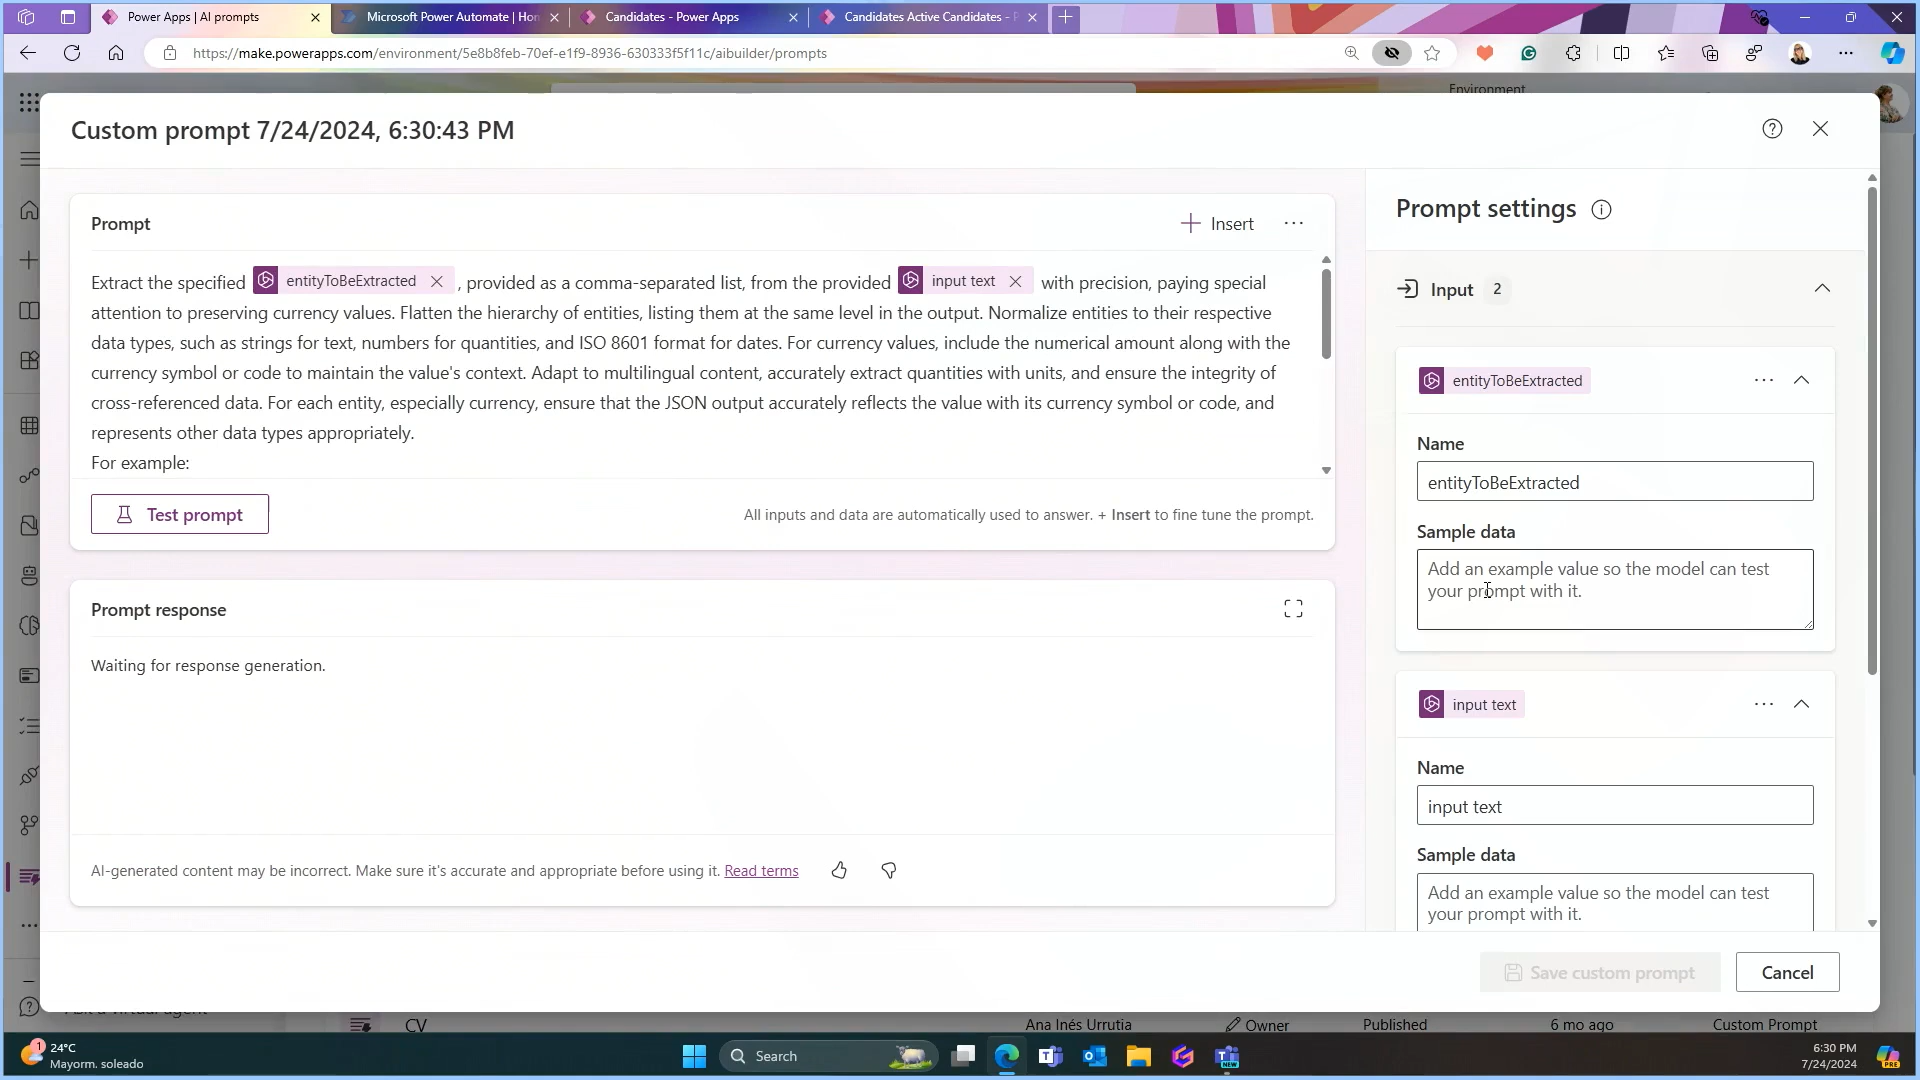 Power Apps | AI prompts
Microsoft Power Automate | Hom
Candidates - Power Apps
Candidates Active Candidates - P
https://make.powerapps.com/environment/5e8b8feb-70ef-e1f9-8936-630333f5f11c/aibuilder/prompts
Environment
Custom prompt 7/24/2024, 6:30:43 PM
Prompt
Insert
Extract the specified entityToBeExtracted , provided as a comma-separated list, from the provided input text with precision, paying special
attention to preserving currency values. Flatten the hierarchy of entities, listing them at the same level in the output. Normalize entities to their respective
data types, such as strings for text, numbers for quantities, and ISO 8601 format for dates. For currency values, include the numerical amount along with the
currency symbol or code to maintain the value's context. Adapt to multilingual content, accurately extract quantities with units, and ensure the integrity of
cross-referenced data. For each entity, especially currency, ensure that the JSON output accurately reflects the value with its currency symbol or code, and
represents other data types appropriately.
For example:
Test prompt
All inputs and data are automatically used to answer. + Insert to fine tune the prompt.
Prompt response
Waiting for response generation.
AI-generated content may be incorrect. Make sure it's accurate and appropriate before using it. Read terms
Prompt settings
Input 2
entityToBeExtracted
Name
entityToBeExtracted
Sample data
Add an example value so the model can test
your prompt with it.
input text
Name
input text
Sample data
Add an example value so the model can test
your prompt with it.
Save custom prompt
Cancel
CV
Ana Inés Urrutia
Owner
Published
6 mo ago
Custom Prompt
1
24°C
Mayorm. soleado
Search
NEW
6:30 PM
7/24/2024
PRE